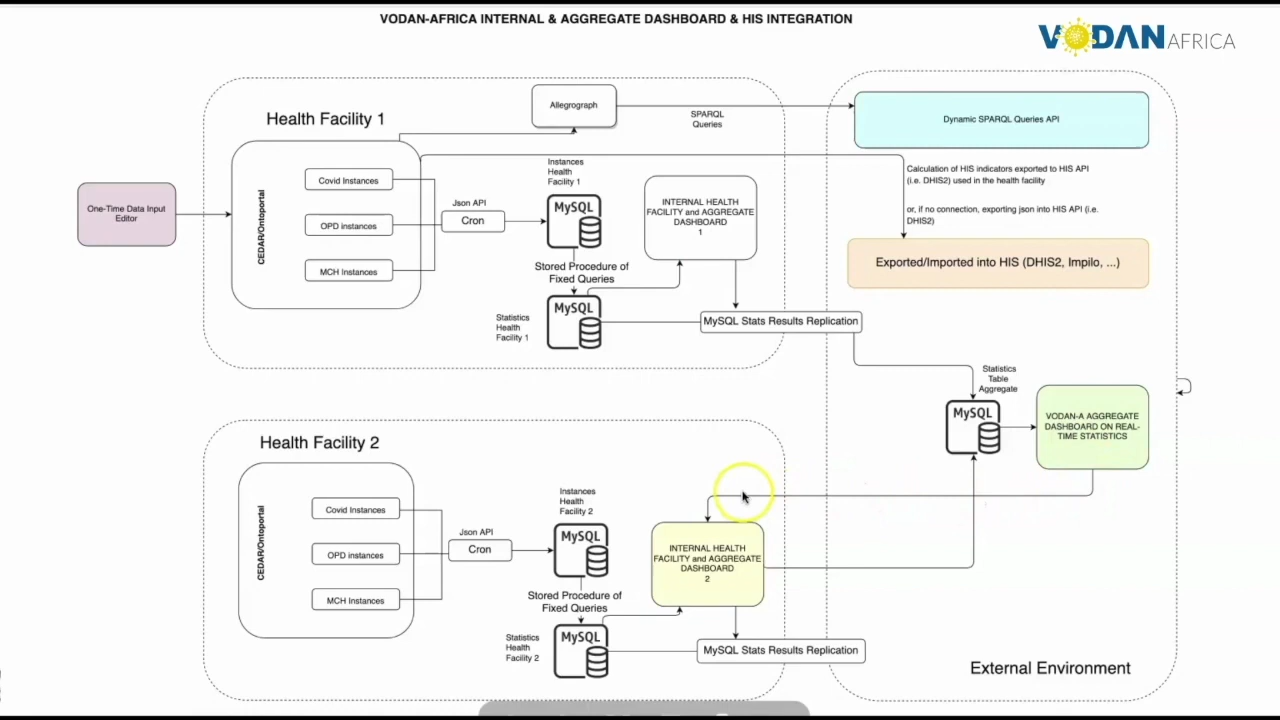 VODAN-AFRICA INTERNAL & AGGREGATE DASHBOARD & HIS INTEGRATION
VODAN AFRICA
Health Facility 1
Allegrograph
SPARQL
Queries
Dynamic SPARQL Queries API
One-Time Data Input
Editor
CEDAR/Ontoportal
Covid Instances
OPD instances
MCH Instances
Json API
Cron
Instances
Health
Facility 1
MySQL
Stored Procedure of
Fixed Queries
Statistics
Health
Facility 1
MySQL
INTERNAL HEALTH
FACILITY and AGGREGATE
DASHBOARD
1
MySQL Stats Results Replication
Calculation of HIS indicators exported to HIS API
(i.e. DHIS2) used in the health facility
or, if no connection, exporting json into HIS API (i.e.
DHIS2)
Exported/Imported into HIS (DHIS2, Impilo, ...)
Statistics
Table
Aggregate
MySQL
VODAN-A AGGREGATE
DASHBOARD ON REAL-
TIME STATISTICS
Health Facility 2
CEDAR/Ontoportal
Covid Instances
OPD instances
MCH Instances
Json API
Cron
Instances
Health
Facility 2
MySQL
Stored Procedure of
Fixed Queries
Statistics
Health
Facility 2
MySQL
INTERNAL HEALTH
FACILITY and AGGREGATE
DASHBOARD
2
MySQL Stats Results Replication
External Environment